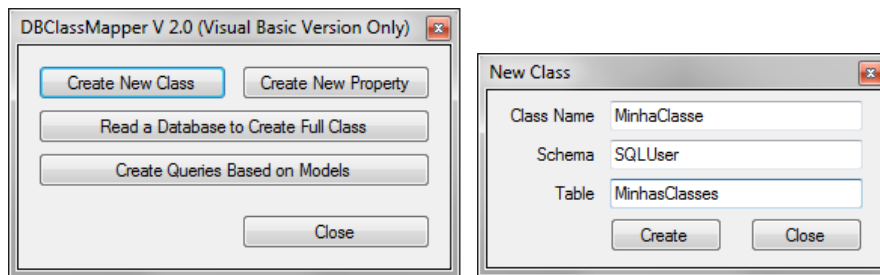 DBClassMapper V 2.0 (Visual Basic Version Only)
Create New Class
Create New Property
Read a Database to Create Full Class
Create Queries Based on Models
Close
New Class
Class Name MinhaClasse
Schema SQLUser
Table MinhasClasses
Create Close